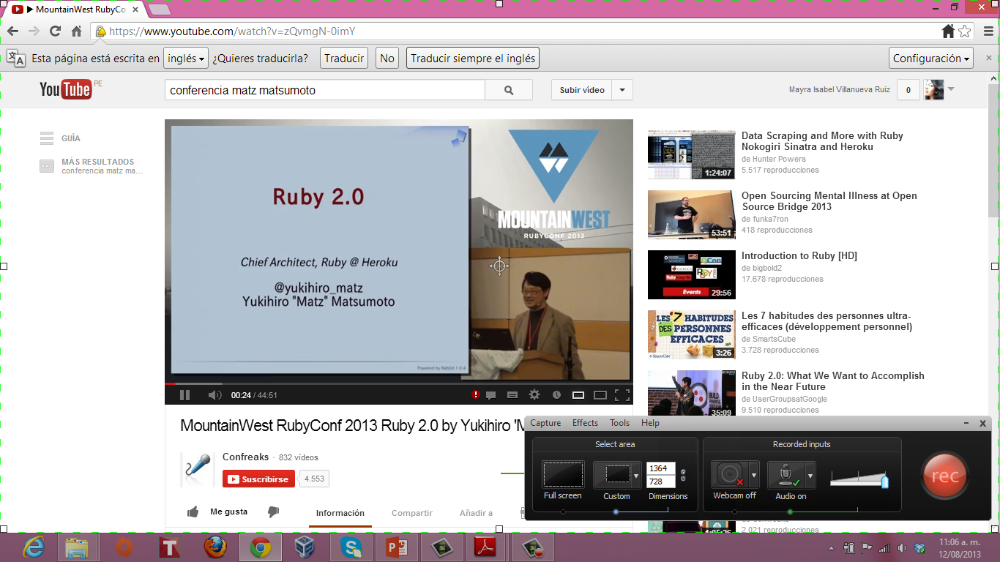 ▶ MountainWest RubyCo
https://www.youtube.com/watch?v=zQvmgN-0imY
Esta página está escrita en inglés ¿Quieres traducirla? Traducir No Traducir siempre el inglés Configuración
YouTube PE
conferencia matz matsumoto
Subir vídeo
Mayra Isabel Villanueva Ruiz 0
GUÍA
MÁS RESULTADOS
conferencia matz ma...
Ruby 2.0
Chief Architect, Ruby @ Heroku
@yukihiro_matz
Yukihiro "Matz" Matsumoto
Powered by Rabbit 1.0.4
MOUNTAINWEST
RUBYCONF 2013
00:24 / 44:51
MountainWest RubyConf 2013 Ruby 2.0 by Yukihiro 'M
Confreaks · 832 vídeos
Suscribirse 4.553
Me gusta
Información Compartir Añadir a
1:24:07
Data Scraping and More with Ruby
Nokogiri Sinatra and Heroku
de Hunter Powers
5.517 reproducciones
53:51
Open Sourcing Mental Illness at Open
Source Bridge 2013
de funka7ron
418 reproducciones
Events
29:56
Introduction to Ruby [HD]
de bigbold2
17.678 reproducciones
LES 7 HABITUDES
DES PERSONNES
EFFICACES
SmartsCube
3:26
Les 7 habitudes des personnes ultra-
efficaces (développement personnel)
de SmartsCube
3.728 reproducciones
35:09
Ruby 2.0: What We Want to Accomplish
in the Near Future
de UserGroupsatGoogle
9.510 reproducciones
Capture Effects Tools Help
Select area
Full screen
Custom
1364
728
Dimensions
Recorded inputs
Webcam off
Audio on
rec
2.021 reproducciones
11:06 a. m.
12/08/2013